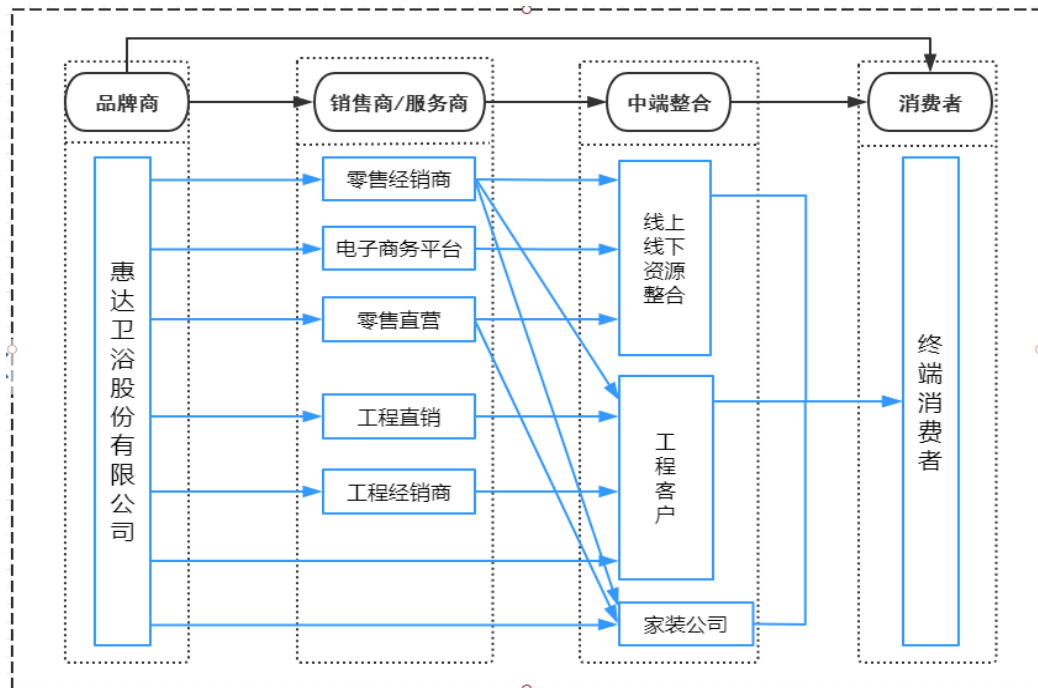 品牌商
销售商/服务商
中端整合
消费者
惠达卫浴股份有限公司
零售经销商
电子商务平台
零售直营
工程直销
工程经销商
线上
线下
资源
整合
工程客户
家装公司
终端消费者